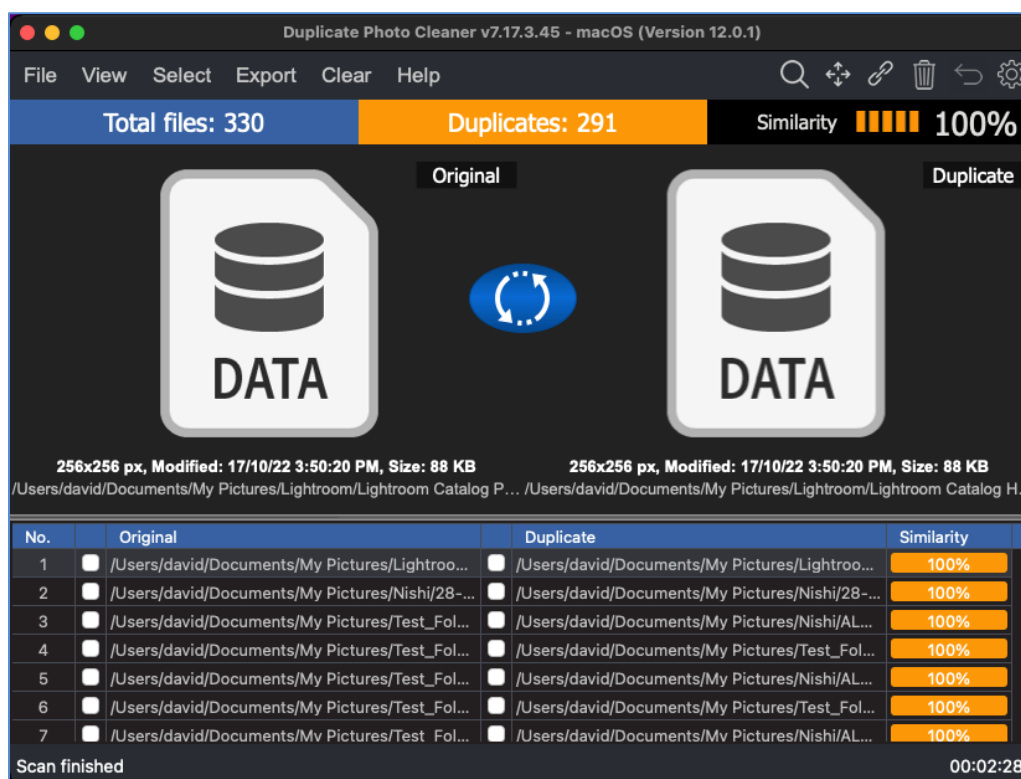 Duplicate Photo Cleaner v7.17.3.45 - macOS (Version 12.0.1)
File View Select Export Clear Help
Total files: 330 Duplicates: 291 Similarity 100%
Original Duplicate
DATA DATA
256x256 px, Modified: 17/10/22 3:50:20 PM, Size: 88 KB 256x256 px, Modified: 17/10/22 3:50:20 PM, Size: 88 KB
/Users/david/Documents/My Pictures/Lightroom/Lightroom Catalog P... /Users/david/Documents/My Pictures/Lightroom/Lightroom Catalog H.
No. Original Duplicate Similarity
1 /Users/david/Documents/My Pictures/Lightroo... /Users/david/Documents/My Pictures/Lightroo... 100%
2 /Users/david/Documents/My Pictures/Nishi/28-... /Users/david/Documents/My Pictures/Nishi/28-... 100%
3 /Users/david/Documents/My Pictures/Test_Fol... /Users/david/Documents/My Pictures/Nishi/AL... 100%
4 /Users/david/Documents/My Pictures/Test_Fol... /Users/david/Documents/My Pictures/Test_Fol... 100%
5 /Users/david/Documents/My Pictures/Test_Fol... /Users/david/Documents/My Pictures/Nishi/AL... 100%
6 /Users/david/Documents/My Pictures/Test_Fol... /Users/david/Documents/My Pictures/Test_Fol... 100%
7 /Users/david/Documents/My Pictures/Test_Fol... /Users/david/Documents/My Pictures/Nishi/AL... 100%
Scan finished 00:02:28